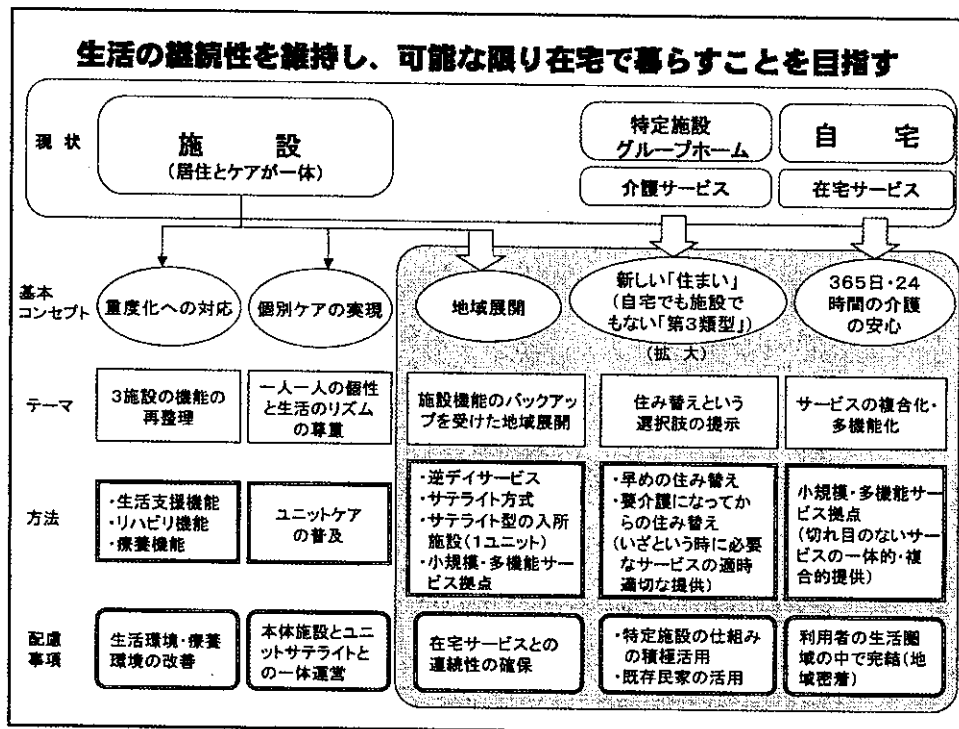 生活の継続性を維持し、可能な限り在宅で暮らすことを目指す
現 状
施 設
(居住とケアが一体)
特定施設
グループホーム
介護サービス
自 宅
在宅サービス
基本
コンセプト
重度化への対応
個別ケアの実現
地域展開
新しい「住まい」
(自宅でも施設で
もない「第3類型」)
(拡 大)
365日・24
時間の介護
の安心
テーマ
3施設の機能の
再整理
一人一人の個性
と生活のリズム
の尊重
施設機能のバックアッ
プを受けた地域展開
住み替えという
選択肢の提示
サービスの複合化・
多機能化
方法
・生活支援機能
・リハビリ機能
・療養機能
ユニットケア
の普及
・逆デイサービス
・サテライト方式
・サテライト型の入所
施設(1ユニット)
・小規模・多機能サー
ビス拠点
・早めの住み替え
・要介護になってか
らの住み替え
(いざという時に必要
なサービスの適時
適切な提供)
小規模・多機能サー
ビス拠点
(切れ目のないサー
ビスの一体的・複
合的提供)
配慮
事項
生活環境・療養
環境の改善
本体施設とユニ
ットサテライトと
の一体運営
在宅サービスとの
連続性の確保
・特定施設の仕組み
の積極活用
・既存民家の活用
利用者の生活圏
域の中で完結(地
域密着)